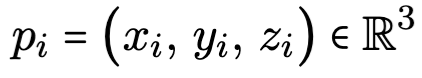 pᵢ = (xᵢ, yᵢ, zᵢ) ∈ ℝ³